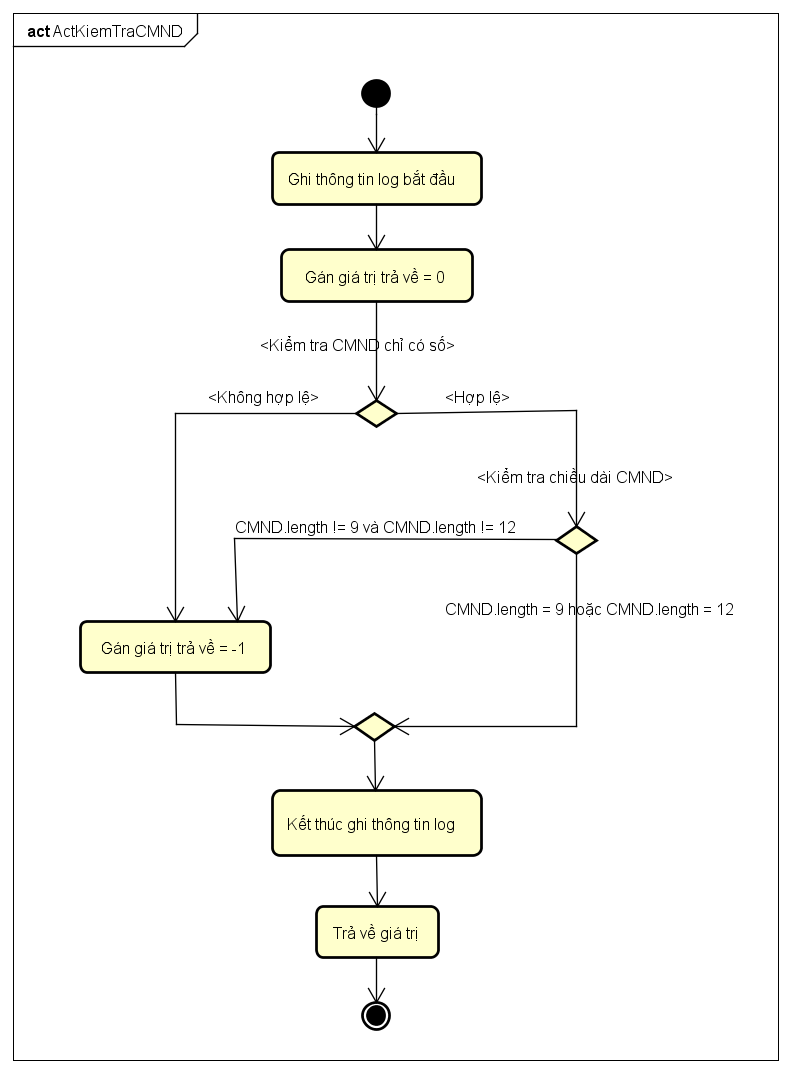 act ActKiemTraCMND
Ghi thông tin log bắt đầu
Gán giá trị trả về = 0
<Kiểm tra CMND chỉ có số>
<Không hợp lệ>
<Hợp lệ>
<Kiểm tra chiều dài CMND>
CMND.length != 9 và CMND.length != 12
CMND.length = 9 hoặc CMND.length = 12
Gán giá trị trả về = -1
Kết thúc ghi thông tin log
Trả về giá trị